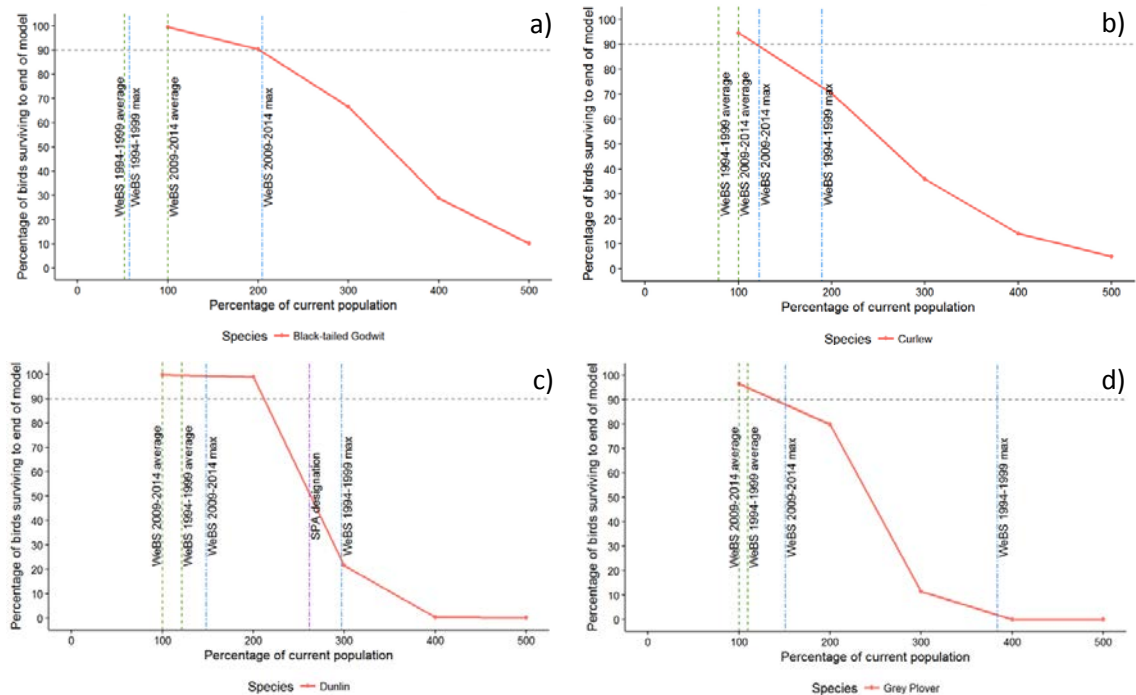 a)
Percentage of birds surviving to end of model
100
90
80
70
60
50
40
30
20
10
0
WeBS 1994-1999 average
WeBS 1994-1999 max
WeBS 2009-2014 average
WeBS 2009-2014 max
0 100 200 300 400 500
Percentage of current population
Species Black-tailed Godwit
b)
Percentage of birds surviving to end of model
100
90
80
70
60
50
40
30
20
10
0
WeBS 1994-1999 average
WeBS 2009-2014 average
WeBS 2009-2014 max
WeBS 1994-1999 max
0 100 200 300 400 500
Percentage of current population
Species Curlew
c)
Percentage of birds surviving to end of model
100
90
80
70
60
50
40
30
20
10
0
WeBS 2009-2014 average
WeBS 1994-1999 average
WeBS 2009-2014 max
SPA designation
WeBS 1994-1999 max
0 100 200 300 400 500
Percentage of current population
Species Dunlin
d)
Percentage of birds surviving to end of model
100
90
80
70
60
50
40
30
20
10
0
WeBS 2009-2014 average
WeBS 1994-1999 average
WeBS 2009-2014 max
WeBS 1994-1999 max
0 100 200 300 400 500
Percentage of current population
Species Grey Plover